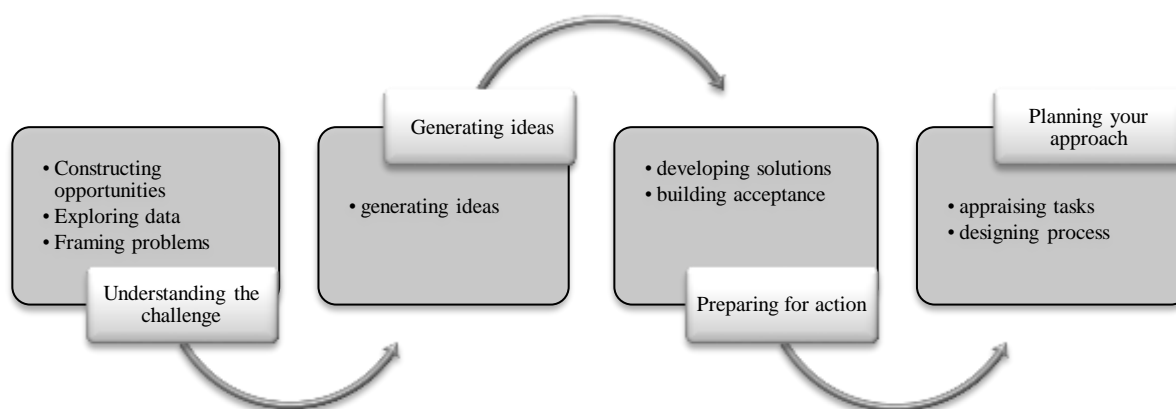 • Constructing
opportunities
• Exploring data
• Framing problems
Understanding the
challenge
Generating ideas
• generating ideas
• developing solutions
• building acceptance
Preparing for action
Planning your
approach
• appraising tasks
• designing process